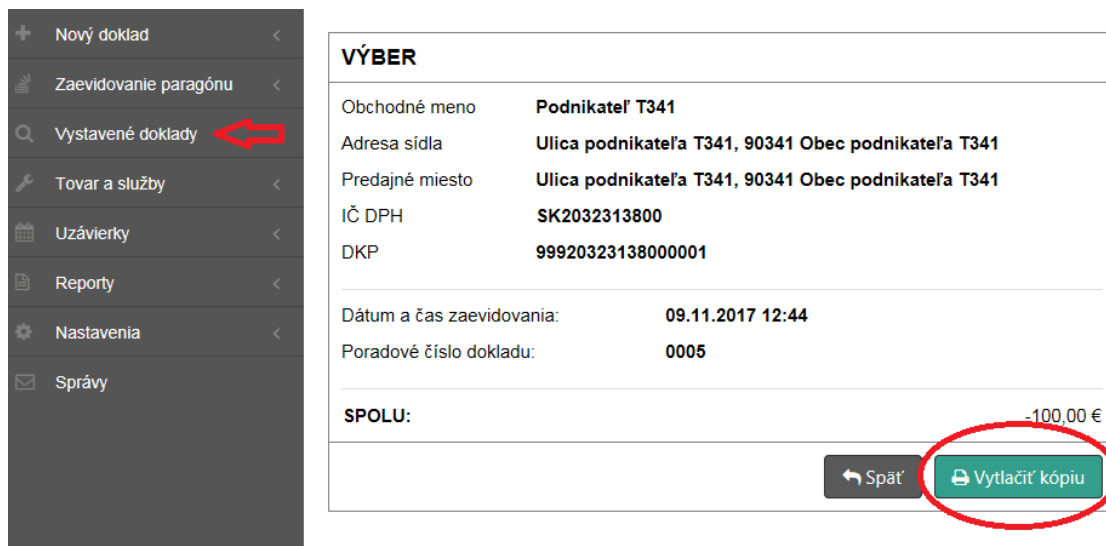 Nový doklad
Zaevidovanie paragónu
Vystavené doklady
Tovar a služby
Uzávierky
Reporty
Nastavenia
Správy
VÝBER
Obchodné meno Podnikateľ T341
Adresa sídla Ulica podnikateľa T341, 90341 Obec podnikateľa T341
Predajné miesto Ulica podnikateľa T341, 90341 Obec podnikateľa T341
IČ DPH SK2032313800
DKP 99920323138000001
Dátum a čas zaevidovania: 09.11.2017 12:44
Poradové číslo dokladu: 0005
SPOLU: -100,00 €
Späť Vytlačiť kópiu